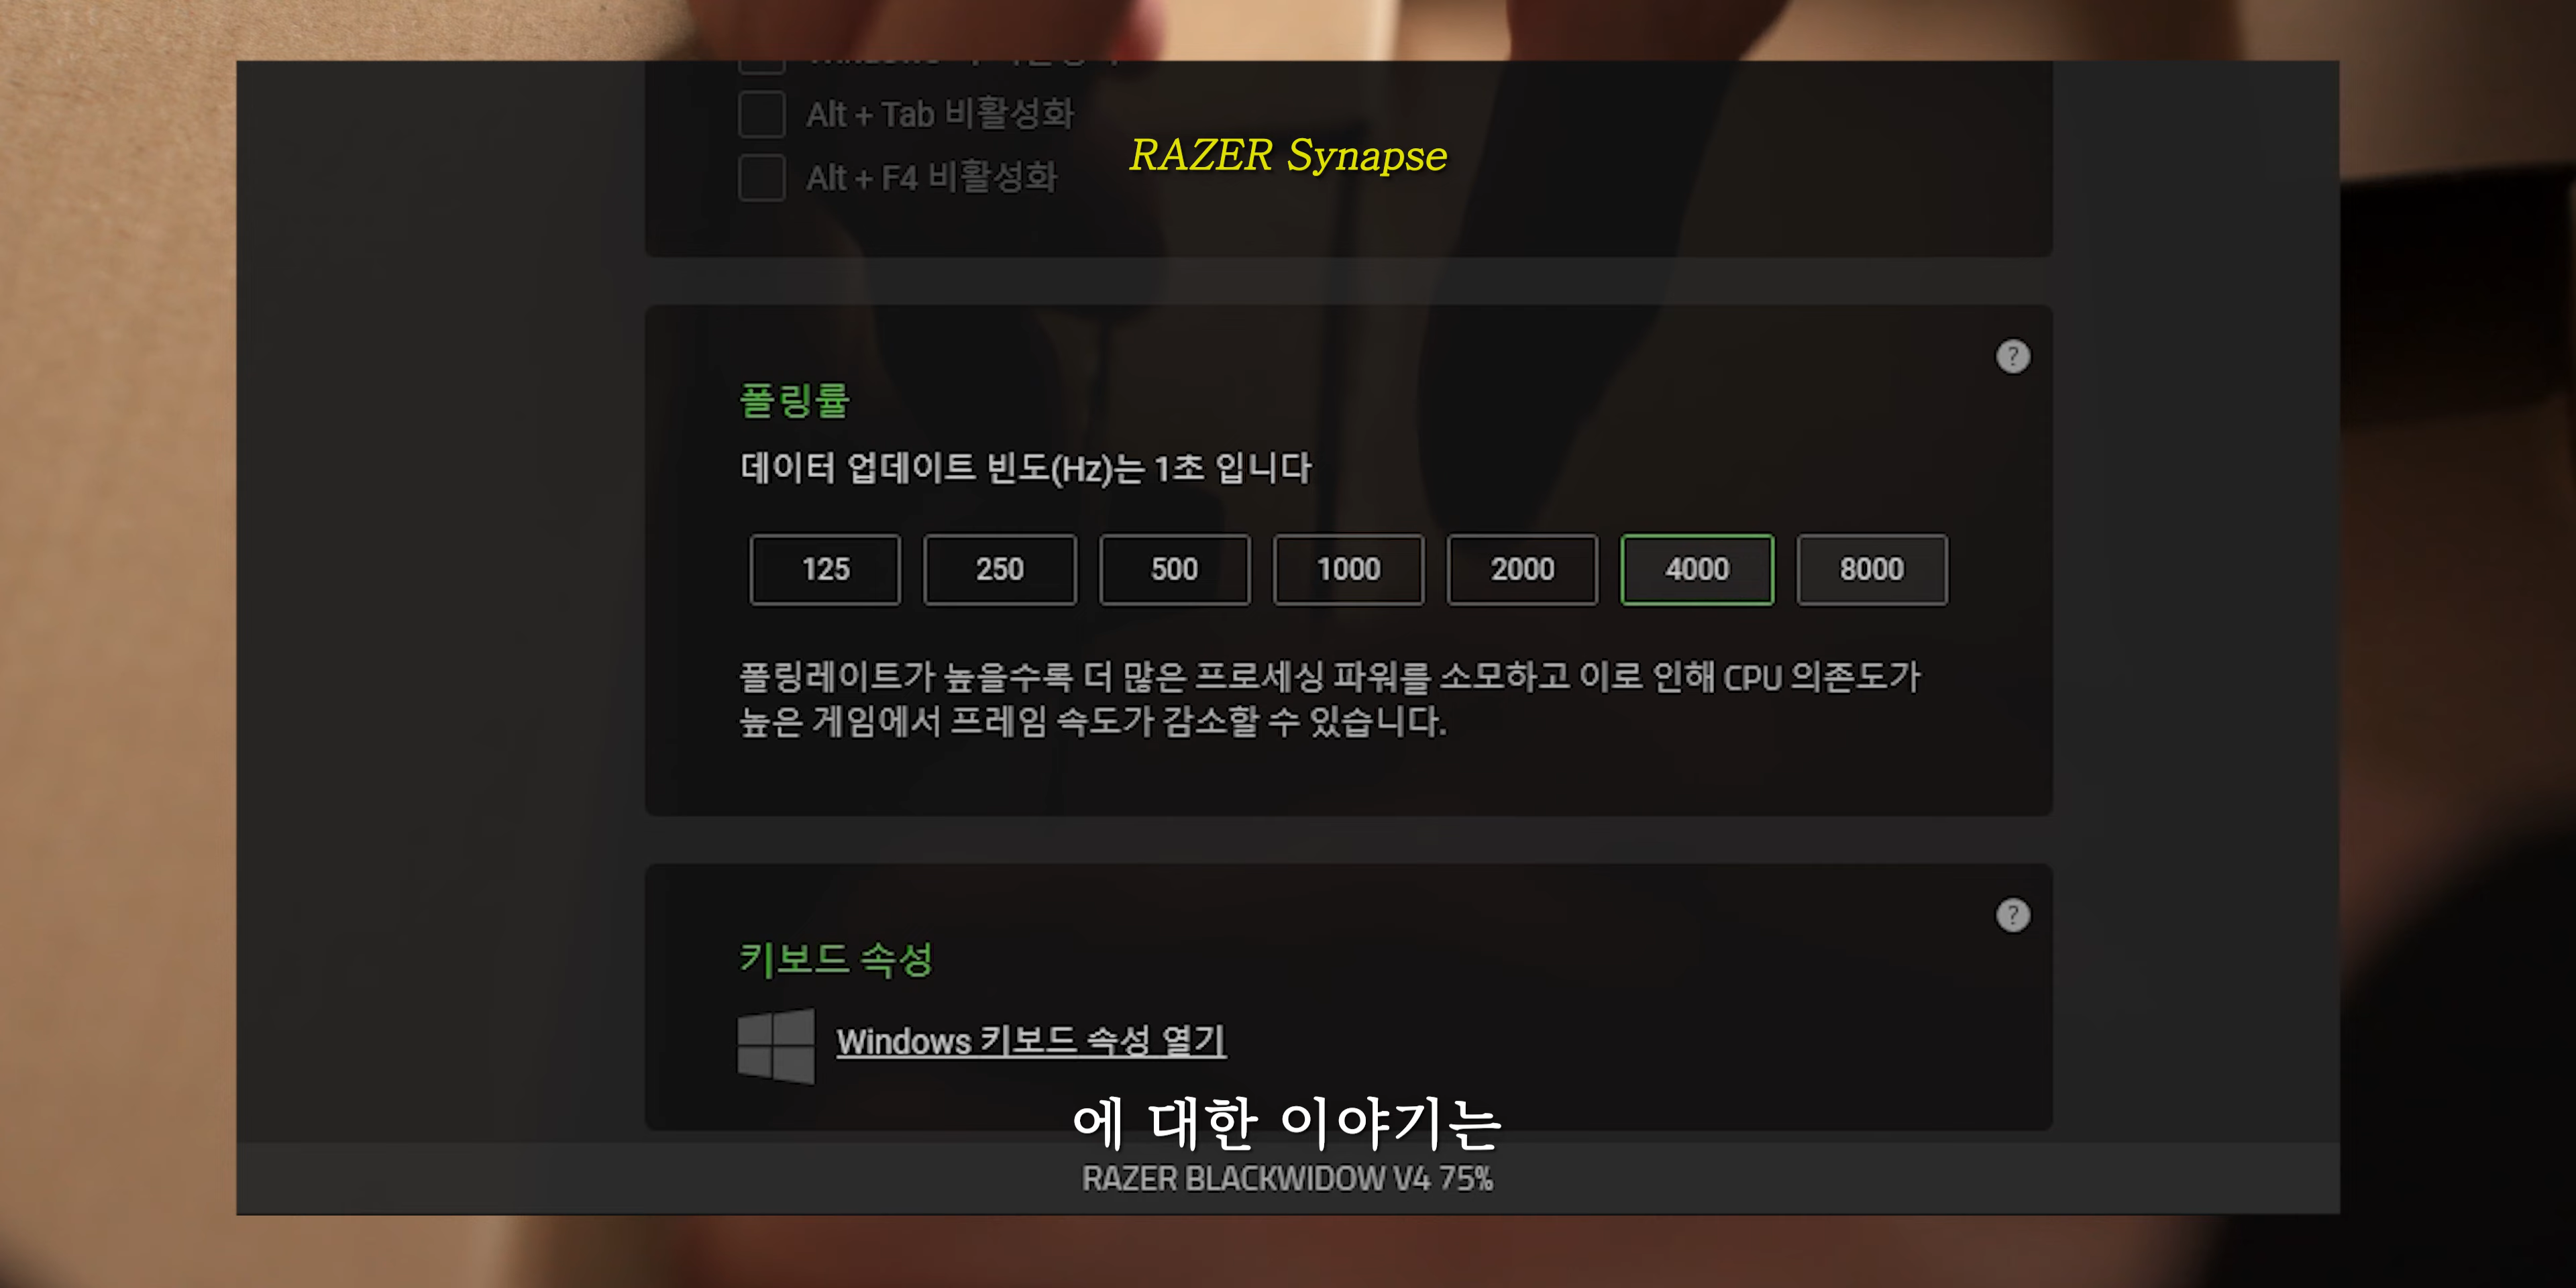 Alt + Tab 비활성화
Alt + F4 비활성화
RAZER Synapse
폴링률
데이터 업데이트 빈도(Hz)는 1초 입니다
125 250 500 1000 2000 4000 8000
폴링레이트가 높을수록 더 많은 프로세싱 파워를 소모하고 이로 인해 CPU 의존도가
높은 게임에서 프레임 속도가 감소할 수 있습니다.
키보드 속성
Windows 키보드 속성 열기
에 대한 이야기는
RAZER BLACKWIDOW V4 75%